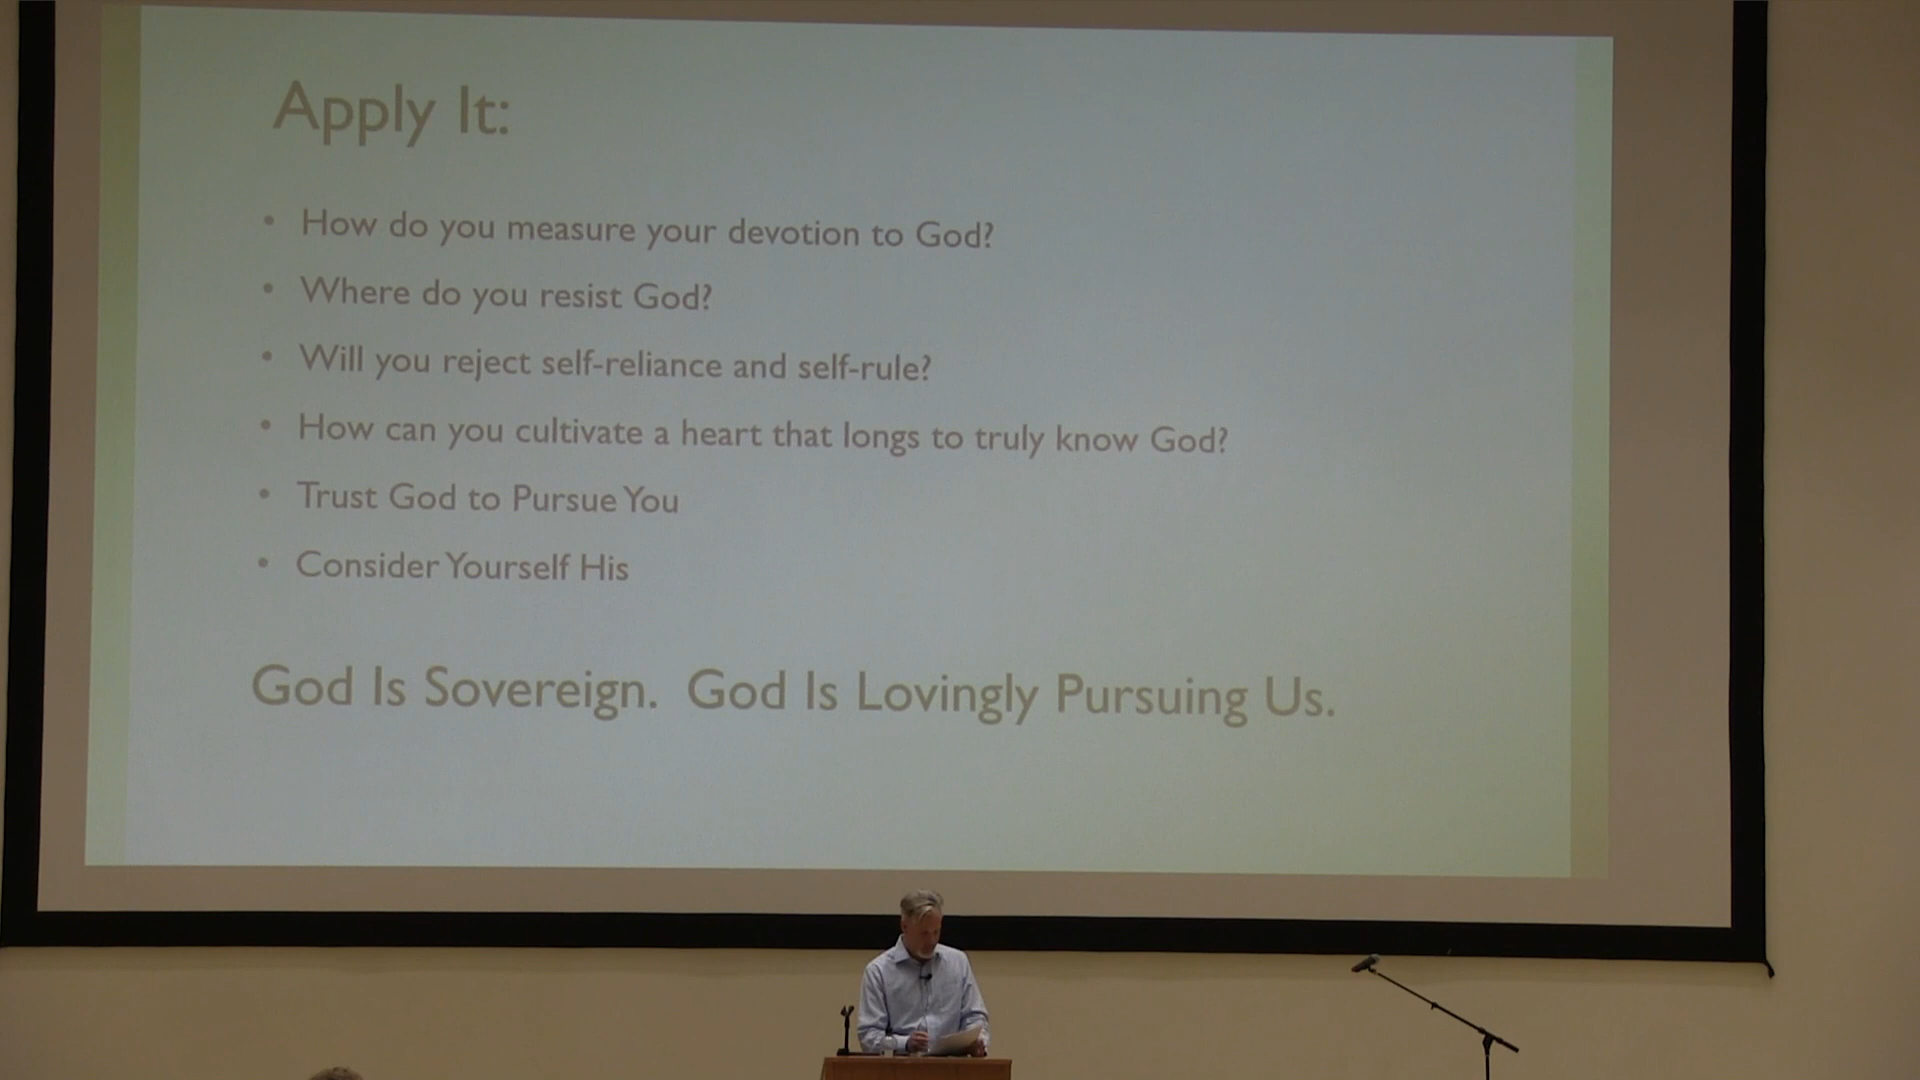 Apply It:
• How do you measure your devotion to God?
• Where do you resist God?
• Will you reject self-reliance and self-rule?
• How can you cultivate a heart that longs to truly know God?
• Trust God to Pursue You
• Consider Yourself His
God Is Sovereign. God Is Lovingly Pursuing Us.